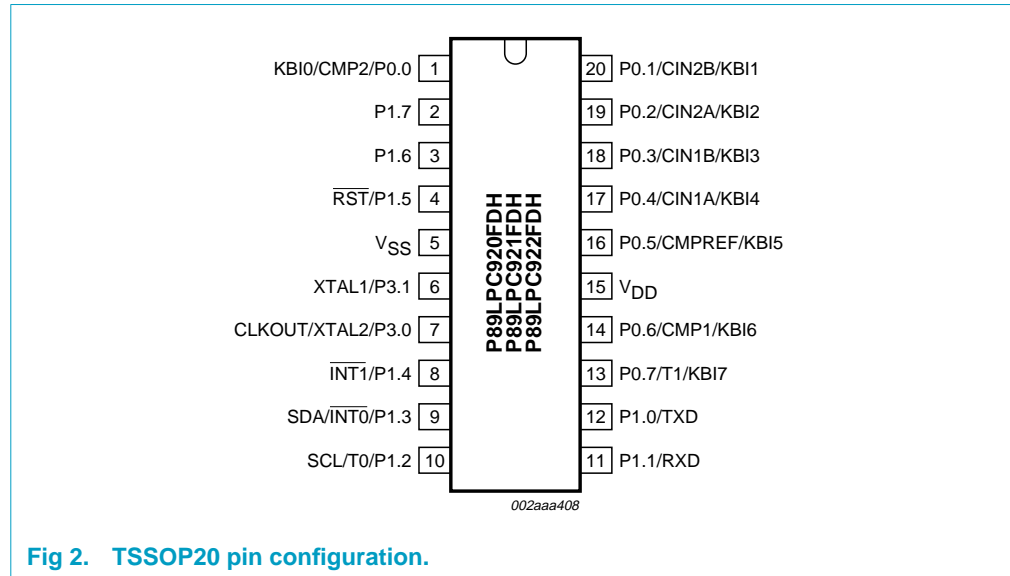 KBI0/CMP2/P0.0 1
P1.7 2
P1.6 3
R̅S̅T̅/P1.5 4
VSS 5
XTAL1/P3.1 6
CLKOUT/XTAL2/P3.0 7
I̅N̅T̅1̅/P1.4 8
SDA/I̅N̅T̅0̅/P1.3 9
SCL/T0/P1.2 10
P89LPC920FDH
P89LPC921FDH
P89LPC922FDH
20 P0.1/CIN2B/KBI1
19 P0.2/CIN2A/KBI2
18 P0.3/CIN1B/KBI3
17 P0.4/CIN1A/KBI4
16 P0.5/CMPREF/KBI5
15 VDD
14 P0.6/CMP1/KBI6
13 P0.7/T1/KBI7
12 P1.0/TXD
11 P1.1/RXD
002aaa408
Fig 2. TSSOP20 pin configuration.